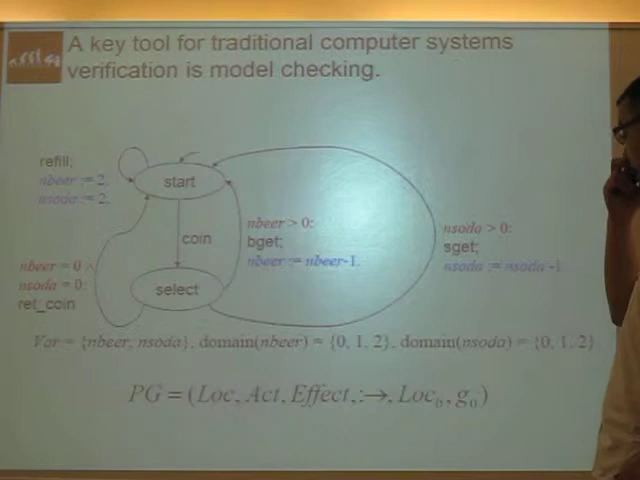 A key tool for traditional computer systems
verification is model checking.
refill;
nbeer := 2,
nsoda := 2.
start
coin
nbeer > 0:
bget;
nbeer := nbeer-1.
nsoda > 0:
sget;
nsoda := nsoda -1.
nbeer = 0 ∧
nsoda = 0:
ret_coin
select
Var = {nbeer, nsoda}, domain(nbeer) = {0, 1, 2}, domain(nsoda) = {0, 1, 2}
PG = (Loc, Act, Effect, :→, Loc₀, g₀)